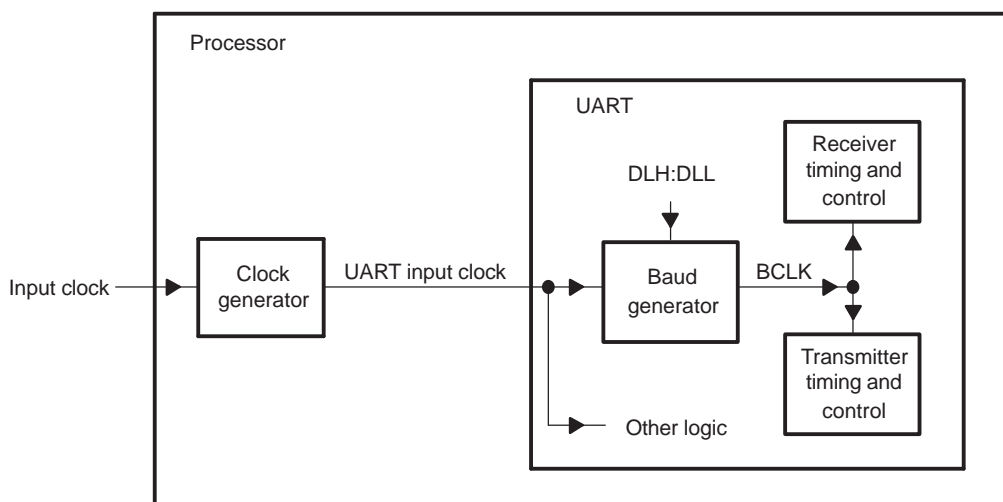 Processor
UART
Receiver
timing and
control
DLH:DLL
Input clock
Clock
generator
UART input clock
Baud
generator
BCLK
Transmitter
timing and
control
Other logic